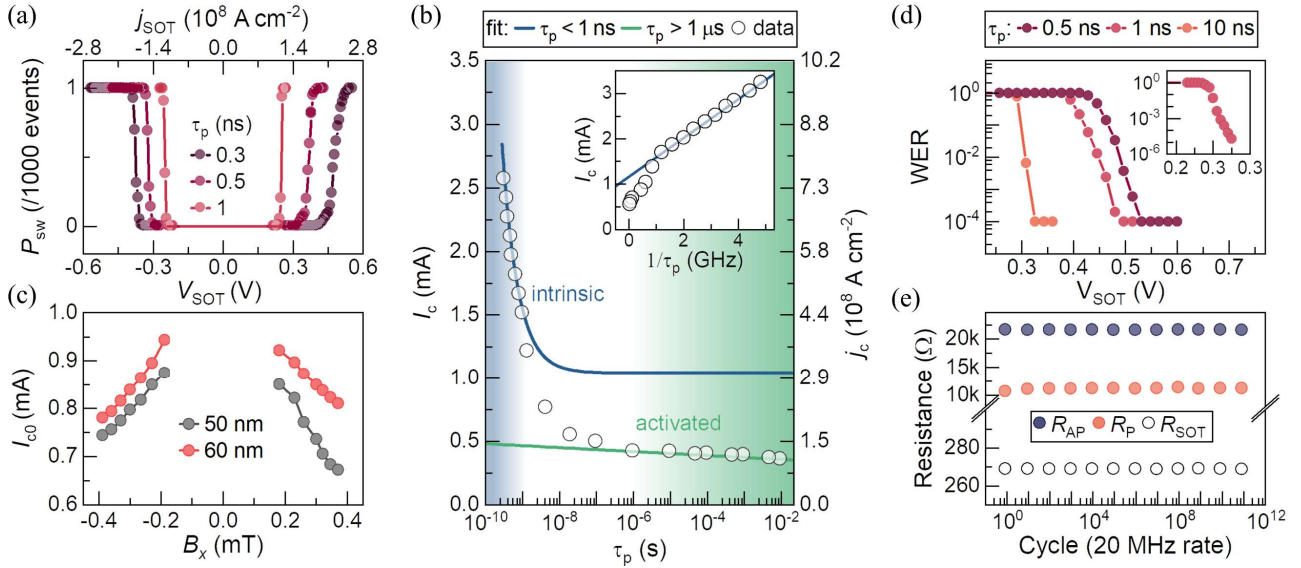 (a)
j_SOT (10^8 A cm^-2)
-2.8 -1.4 0.0 1.4 2.8
1
0
P_sw (/1000 events)
τ_p (ns)
0.3
0.5
1
-0.6 -0.3 0.0 0.3 0.6
V_SOT (V)
(b)
fit: τ_p < 1 ns τ_p > 1 μs data
3.5
3.0
2.5
2.0
1.5
1.0
0.5
0.0
I_c (mA)
10.2
8.8
7.3
5.8
4.4
2.9
1.5
0.0
j_c (10^8 A cm^-2)
3
2
1
0
I_c (mA)
0 2 4
1/τ_p (GHz)
intrinsic
activated
10^-10 10^-8 10^-6 10^-4 10^-2
τ_p (s)
(c)
1.0
0.9
0.8
0.7
0.6
I_c0 (mA)
50 nm
60 nm
-0.4 -0.2 0.0 0.2 0.4
B_x (mT)
(d)
τ_p: 0.5 ns 1 ns 10 ns
10^0
10^-2
10^-4
WER
10^0
10^-3
10^-6
0.2 0.3 0.3
0.3 0.4 0.5 0.6 0.7
V_SOT (V)
(e)
20k
10k
280
260
Resistance (Ω)
R_AP R_P R_SOT
10^0 10^4 10^8 10^12
Cycle (20 MHz rate)